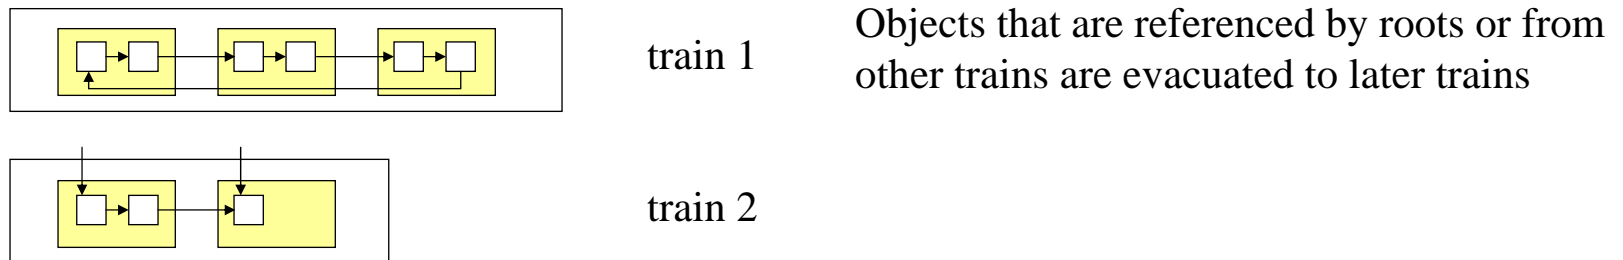 train 1
Objects that are referenced by roots or from
other trains are evacuated to later trains
train 2